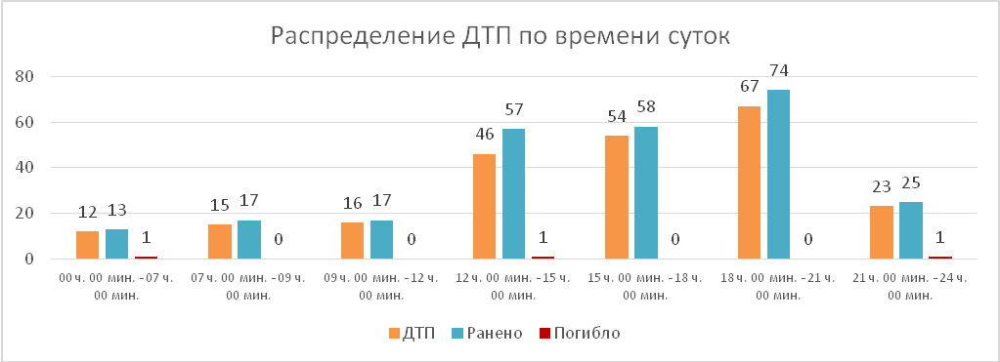 Распределение ДТП по времени суток
80
60
40
20
0
12 13 1
15 17 0
16 17 0
46 57 1
54 58 0
67 74 0
23 25 1
00 ч. 00 мин. -07 ч.
00 мин.
07 ч. 00 мин. -09 ч.
00 мин.
09 ч. 00 мин. -12 ч.
00 мин.
12 ч. 00 мин. -15 ч.
00 мин.
15 ч. 00 мин. -18 ч.
00 мин.
18 ч. 00 мин. -21 ч.
00 мин.
21 ч. 00 мин. -24 ч.
00 мин.
ДТП Ранено Погибло